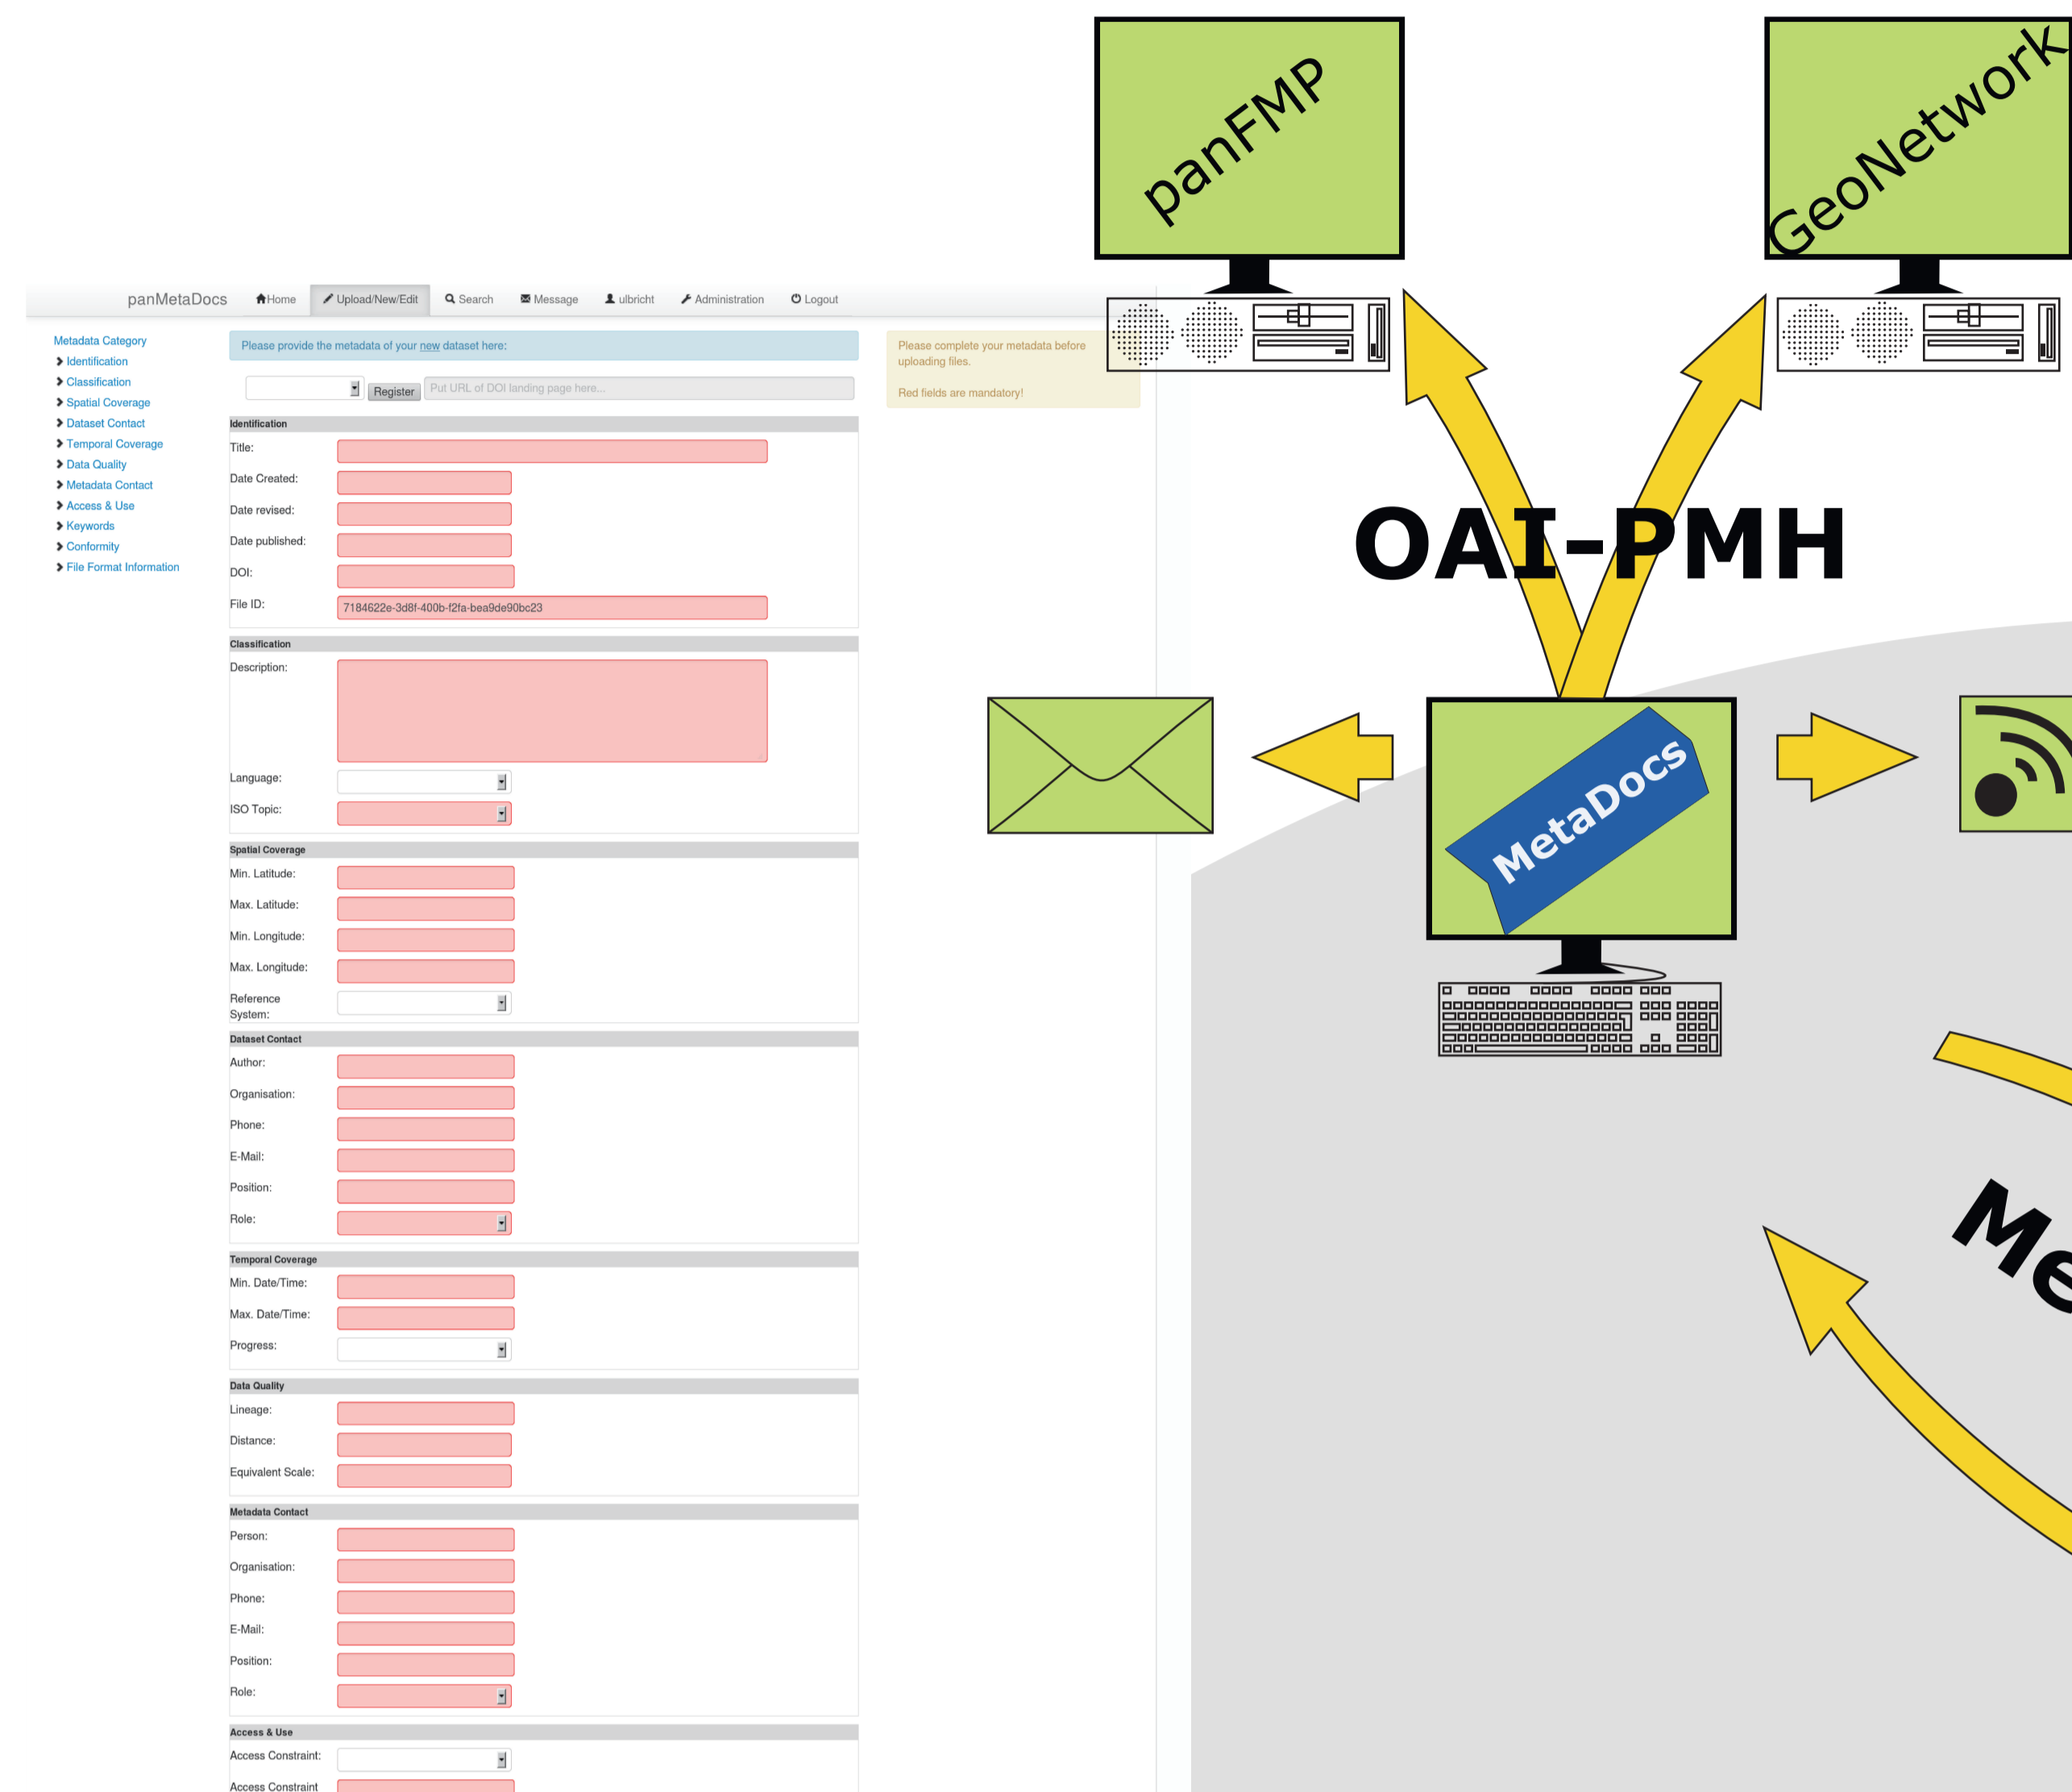 panFMP
GeoNetwork
panMetaDocs Home Upload/New/Edit Search Message ulbricht Administration Logout
Metadata Category
Identification
Classification
Spatial Coverage
Dataset Contact
Temporal Coverage
Data Quality
Metadata Contact
Access & Use
Keywords
Conformity
File Format Information
Please provide the metadata of your new dataset here:
Register Put URL of DOI landing page here...
Please complete your metadata before
uploading files.
Red fields are mandatory!
Identification
Title:
Date Created:
Date revised:
Date published:
DOI:
File ID: 7184622e-3d8f-400b-f2fa-bea9de90bc23
Classification
Description:
Language:
ISO Topic:
Spatial Coverage
Min. Latitude:
Max. Latitude:
Min. Longitude:
Max. Longitude:
Reference
System:
Dataset Contact
Author:
Organisation:
Phone:
E-Mail:
Position:
Role:
Temporal Coverage
Min. Date/Time:
Max. Date/Time:
Progress:
Data Quality
Lineage:
Distance:
Equivalent Scale:
Metadata Contact
Person:
Organisation:
Phone:
E-Mail:
Position:
Role:
Access & Use
Access Constraint:
Access Constraint
OAI-PMH
MetaDocs